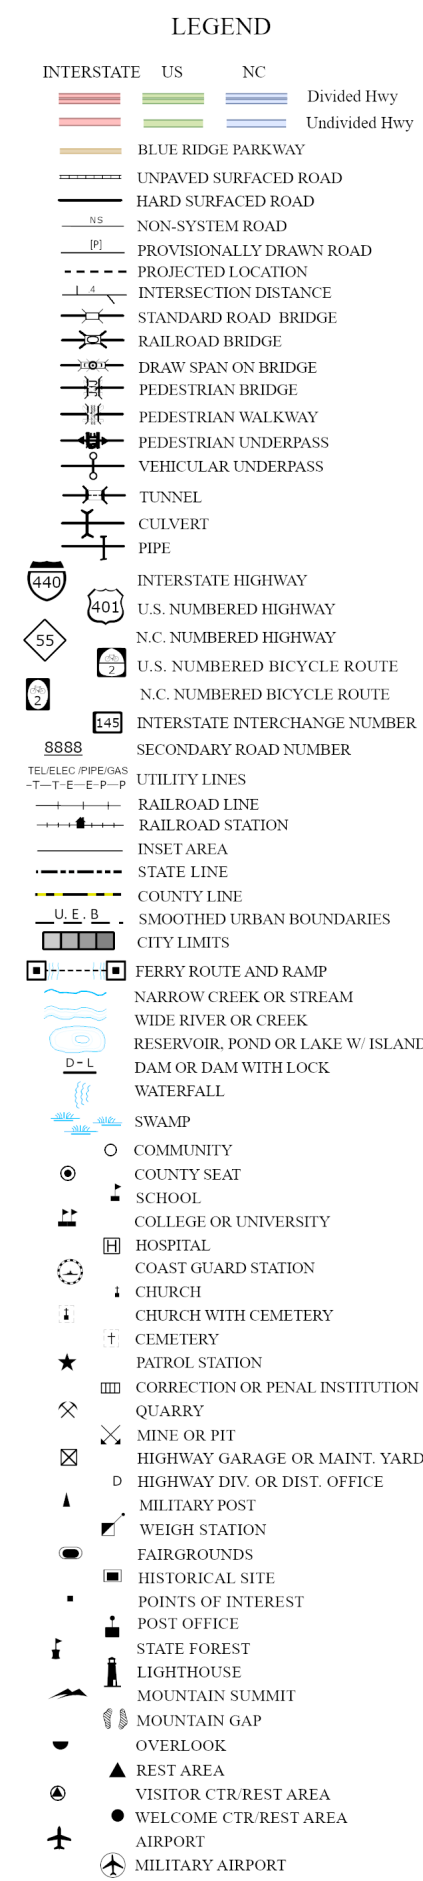 LEGEND
INTERSTATE US NC
Divided Hwy
Undivided Hwy
BLUE RIDGE PARKWAY
UNPAVED SURFACED ROAD
HARD SURFACED ROAD
NS NON-SYSTEM ROAD
[P] PROVISIONALLY DRAWN ROAD
PROJECTED LOCATION
.4 INTERSECTION DISTANCE
STANDARD ROAD BRIDGE
RAILROAD BRIDGE
DRAW SPAN ON BRIDGE
PEDESTRIAN BRIDGE
PEDESTRIAN WALKWAY
PEDESTRIAN UNDERPASS
VEHICULAR UNDERPASS
TUNNEL
CULVERT
PIPE
440 INTERSTATE HIGHWAY
401 U.S. NUMBERED HIGHWAY
55 N.C. NUMBERED HIGHWAY
2 U.S. NUMBERED BICYCLE ROUTE
2 N.C. NUMBERED BICYCLE ROUTE
145 INTERSTATE INTERCHANGE NUMBER
8888 SECONDARY ROAD NUMBER
TEL/ELEC /PIPE/GAS
–T—T–E—E–P—P UTILITY LINES
RAILROAD LINE
RAILROAD STATION
INSET AREA
STATE LINE
COUNTY LINE
U.E.B SMOOTHED URBAN BOUNDARIES
CITY LIMITS
FERRY ROUTE AND RAMP
NARROW CREEK OR STREAM
WIDE RIVER OR CREEK
RESERVOIR, POND OR LAKE W/ ISLAND
D-L DAM OR DAM WITH LOCK
WATERFALL
SWAMP
COMMUNITY
COUNTY SEAT
SCHOOL
COLLEGE OR UNIVERSITY
H HOSPITAL
COAST GUARD STATION
CHURCH
CHURCH WITH CEMETERY
CEMETERY
PATROL STATION
CORRECTION OR PENAL INSTITUTION
QUARRY
MINE OR PIT
HIGHWAY GARAGE OR MAINT. YARD
D HIGHWAY DIV. OR DIST. OFFICE
MILITARY POST
WEIGH STATION
FAIRGROUNDS
HISTORICAL SITE
POINTS OF INTEREST
POST OFFICE
STATE FOREST
LIGHTHOUSE
MOUNTAIN SUMMIT
MOUNTAIN GAP
OVERLOOK
REST AREA
VISITOR CTR/REST AREA
WELCOME CTR/REST AREA
AIRPORT
MILITARY AIRPORT